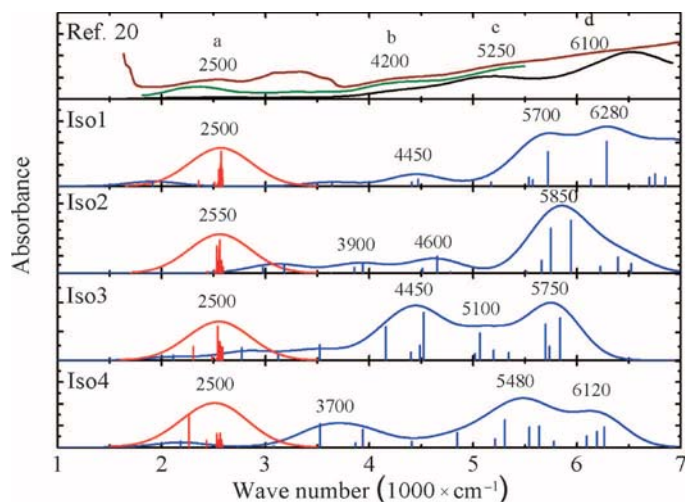 Ref. 20
a
b
c
d
2500
4200
5250
6100
Iso1
2500
4450
5700
6280
Iso2
2550
3900
4600
5850
Iso3
2500
4450
5100
5750
Iso4
2500
3700
5480
6120
Absorbance
1 2 3 4 5 6 7
Wave number (1000 × cm⁻¹)